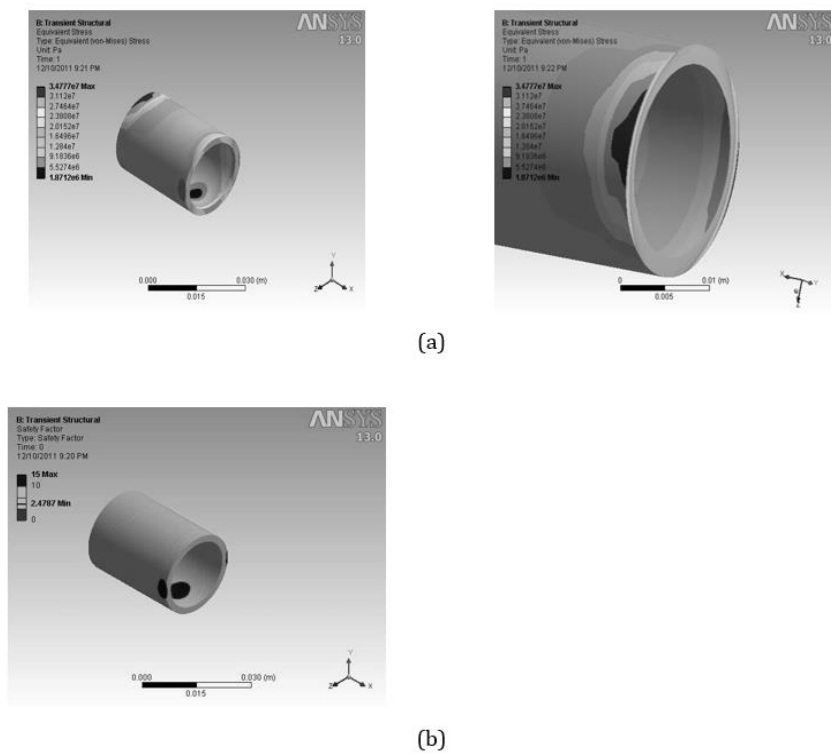 B: Transient Structural
Equivalent Stress
Type: Equivalent (von-Mises) Stress
Unit: Pa
Time: 1
12/10/2011 9:21 PM
3.4777e7 Max
3.112e7
2.7464e7
2.3808e7
2.0152e7
1.6496e7
1.284e7
9.1836e6
5.5274e6
1.8712e6 Min
ANSYS
13.0
0.000
0.030 (m)
0.015
Y
Z
X
B: Transient Structural
Equivalent Stress
Type: Equivalent (von-Mises) Stress
Unit: Pa
Time: 1
12/10/2011 9:22 PM
3.4777e7 Max
3.112e7
2.7464e7
2.3808e7
2.0152e7
1.6496e7
1.284e7
9.1836e6
5.5274e6
1.8712e6 Min
ANSYS
13.0
0
0.01 (m)
0.005
X
Y
Z
(a)
B: Transient Structural
Safety Factor
Type: Safety Factor
Time: 0
12/10/2011 9:20 PM
15 Max
10
2.4787 Min
0
ANSYS
13.0
0.000
0.030 (m)
0.015
Y
Z
X
(b)